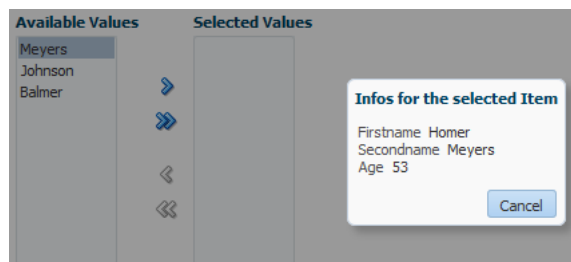 Available Values
Selected Values
Meyers
Johnson
Balmer
Infos for the selected Item
Firstname Homer
Secondname Meyers
Age 53
Cancel